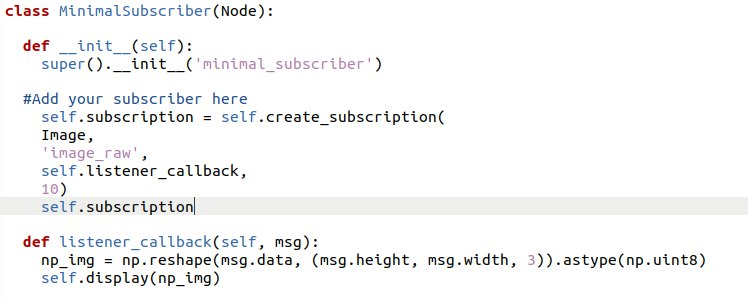 class MinimalSubscriber(Node):
def __init__(self):
super().__init__('minimal_subscriber')
#Add your subscriber here
self.subscription = self.create_subscription(
Image,
'image_raw',
self.listener_callback,
10)
self.subscription
def listener_callback(self, msg):
np_img = np.reshape(msg.data, (msg.height, msg.width, 3)).astype(np.uint8)
self.display(np_img)